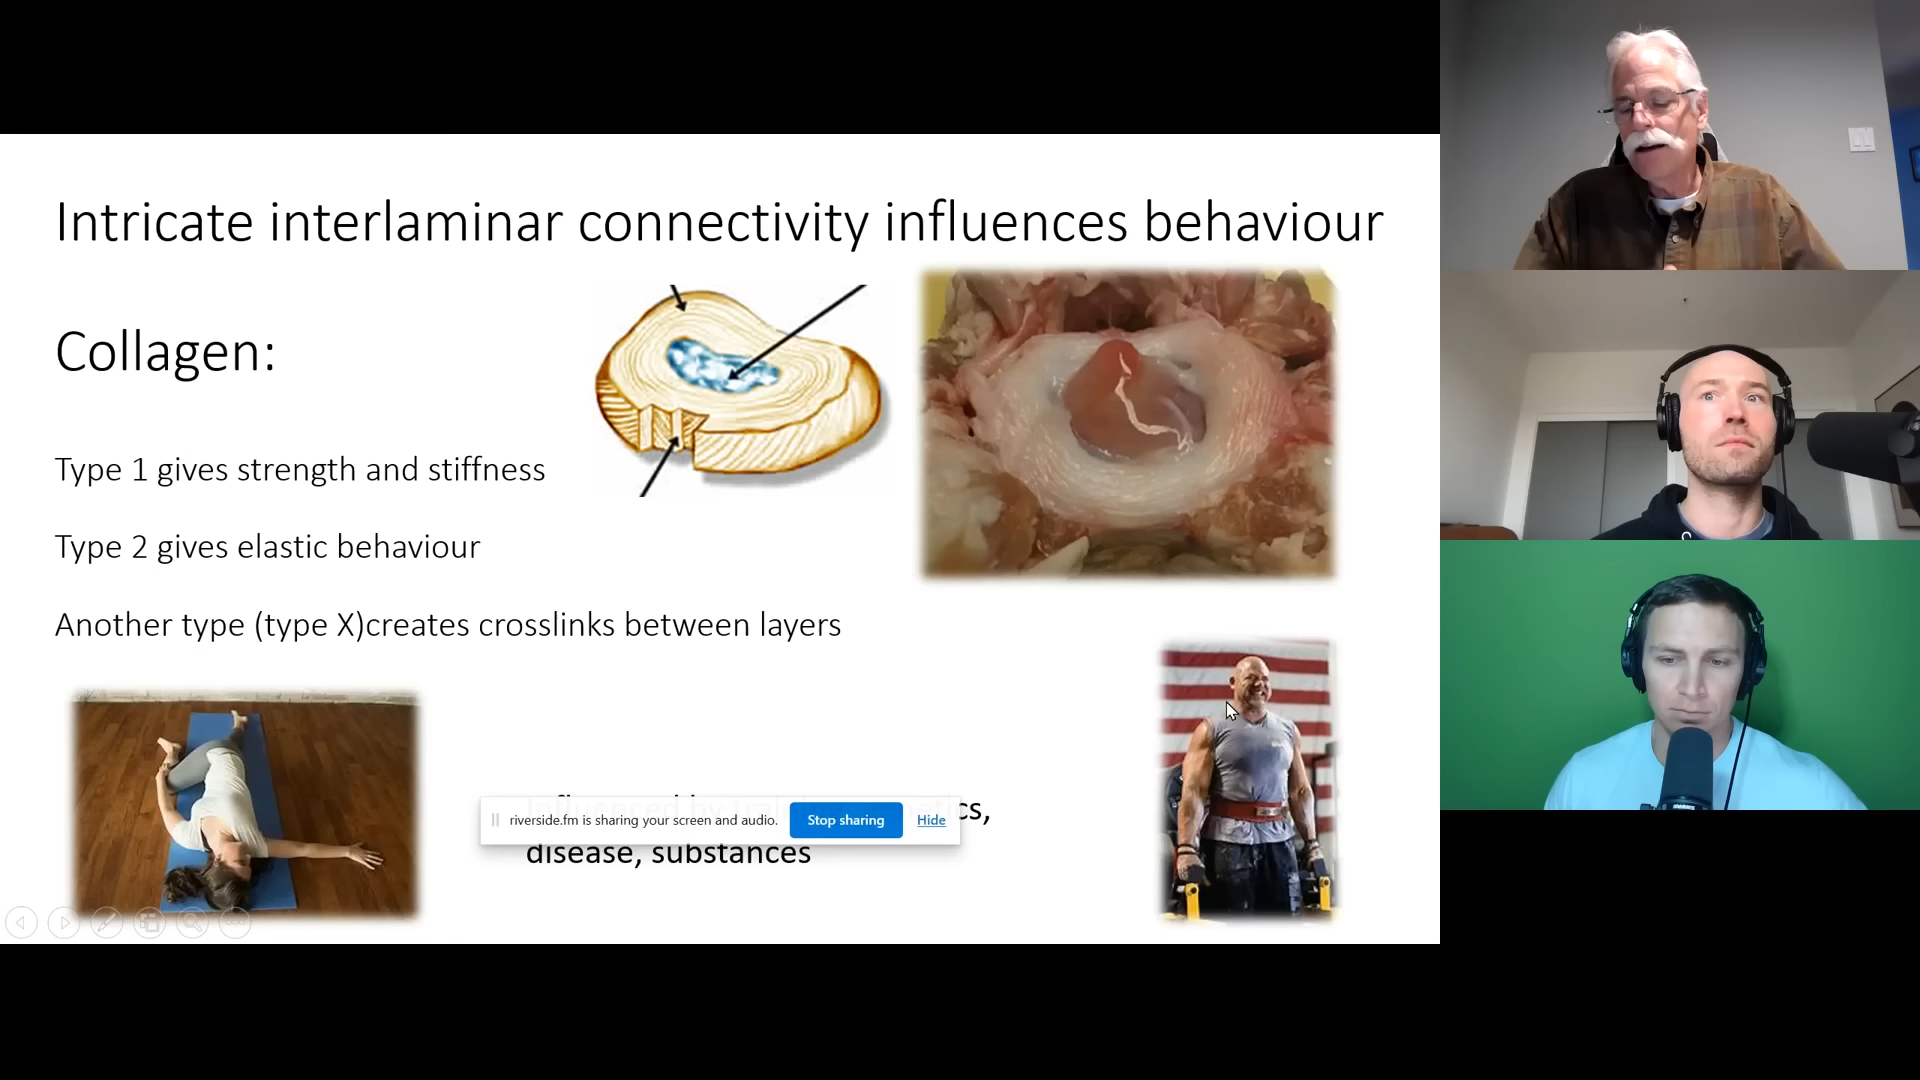 Intricate interlaminar connectivity influences behaviour
Collagen:
Type 1 gives strength and stiffness
Type 2 gives elastic behaviour
Another type (type X)creates crosslinks between layers
Influenced by cs,
riverside.fm is sharing your screen and audio. Stop sharing Hide
disease, substances